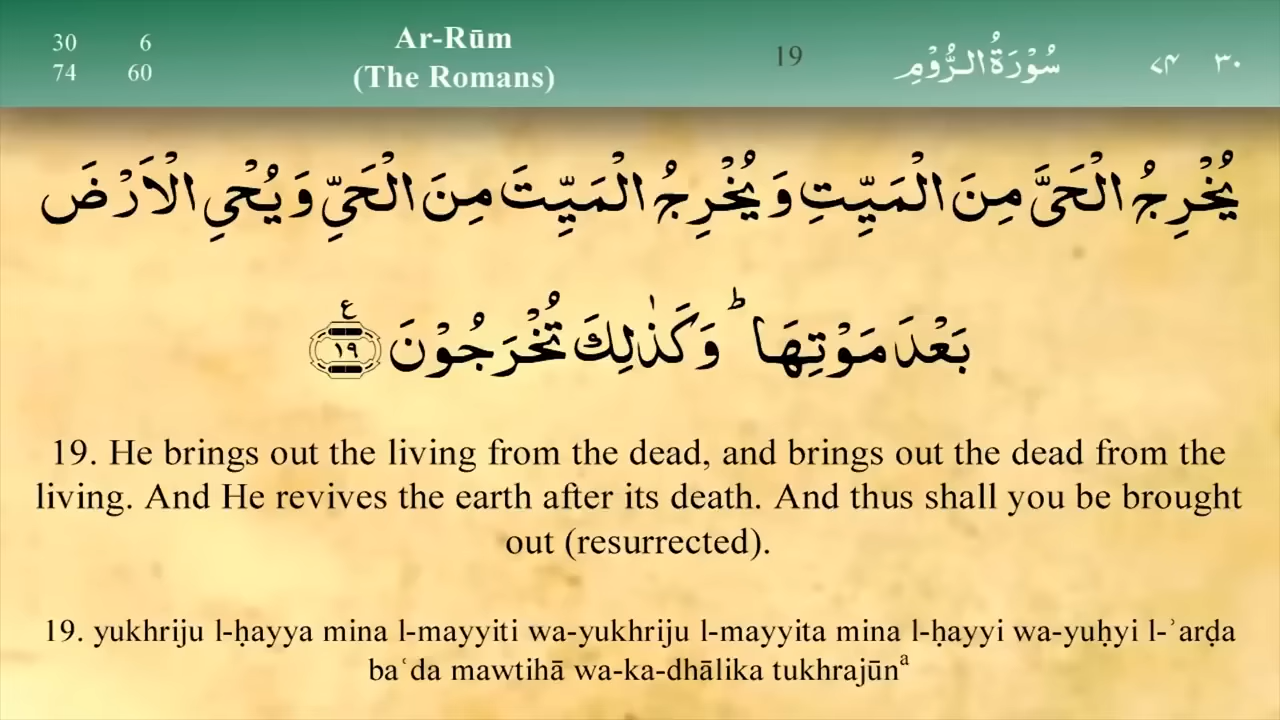 30 6
74 60
Ar-Rūm
(The Romans)
19
سُوْرَةُ الرُّوْمِ
٧٤ ٣٠
يُخْرِجُ الْحَيَّ مِنَ الْمَيِّتِ وَيُخْرِجُ الْمَيِّتَ مِنَ الْحَيِّ وَيُحْيِ الْاَرْضَ
بَعْدَ مَوْتِهَا ؕ وَكَذٰلِكَ تُخْرَجُوْنَ ع ١٩
19. He brings out the living from the dead, and brings out the dead from the
living. And He revives the earth after its death. And thus shall you be brought
out (resurrected).
19. yukhriju l-ḥayya mina l-mayyiti wa-yukhriju l-mayyita mina l-ḥayyi wa-yuḥyi l-ʾarḍa
baʿda mawtihā wa-ka-dhālika tukhrajūnᵃ